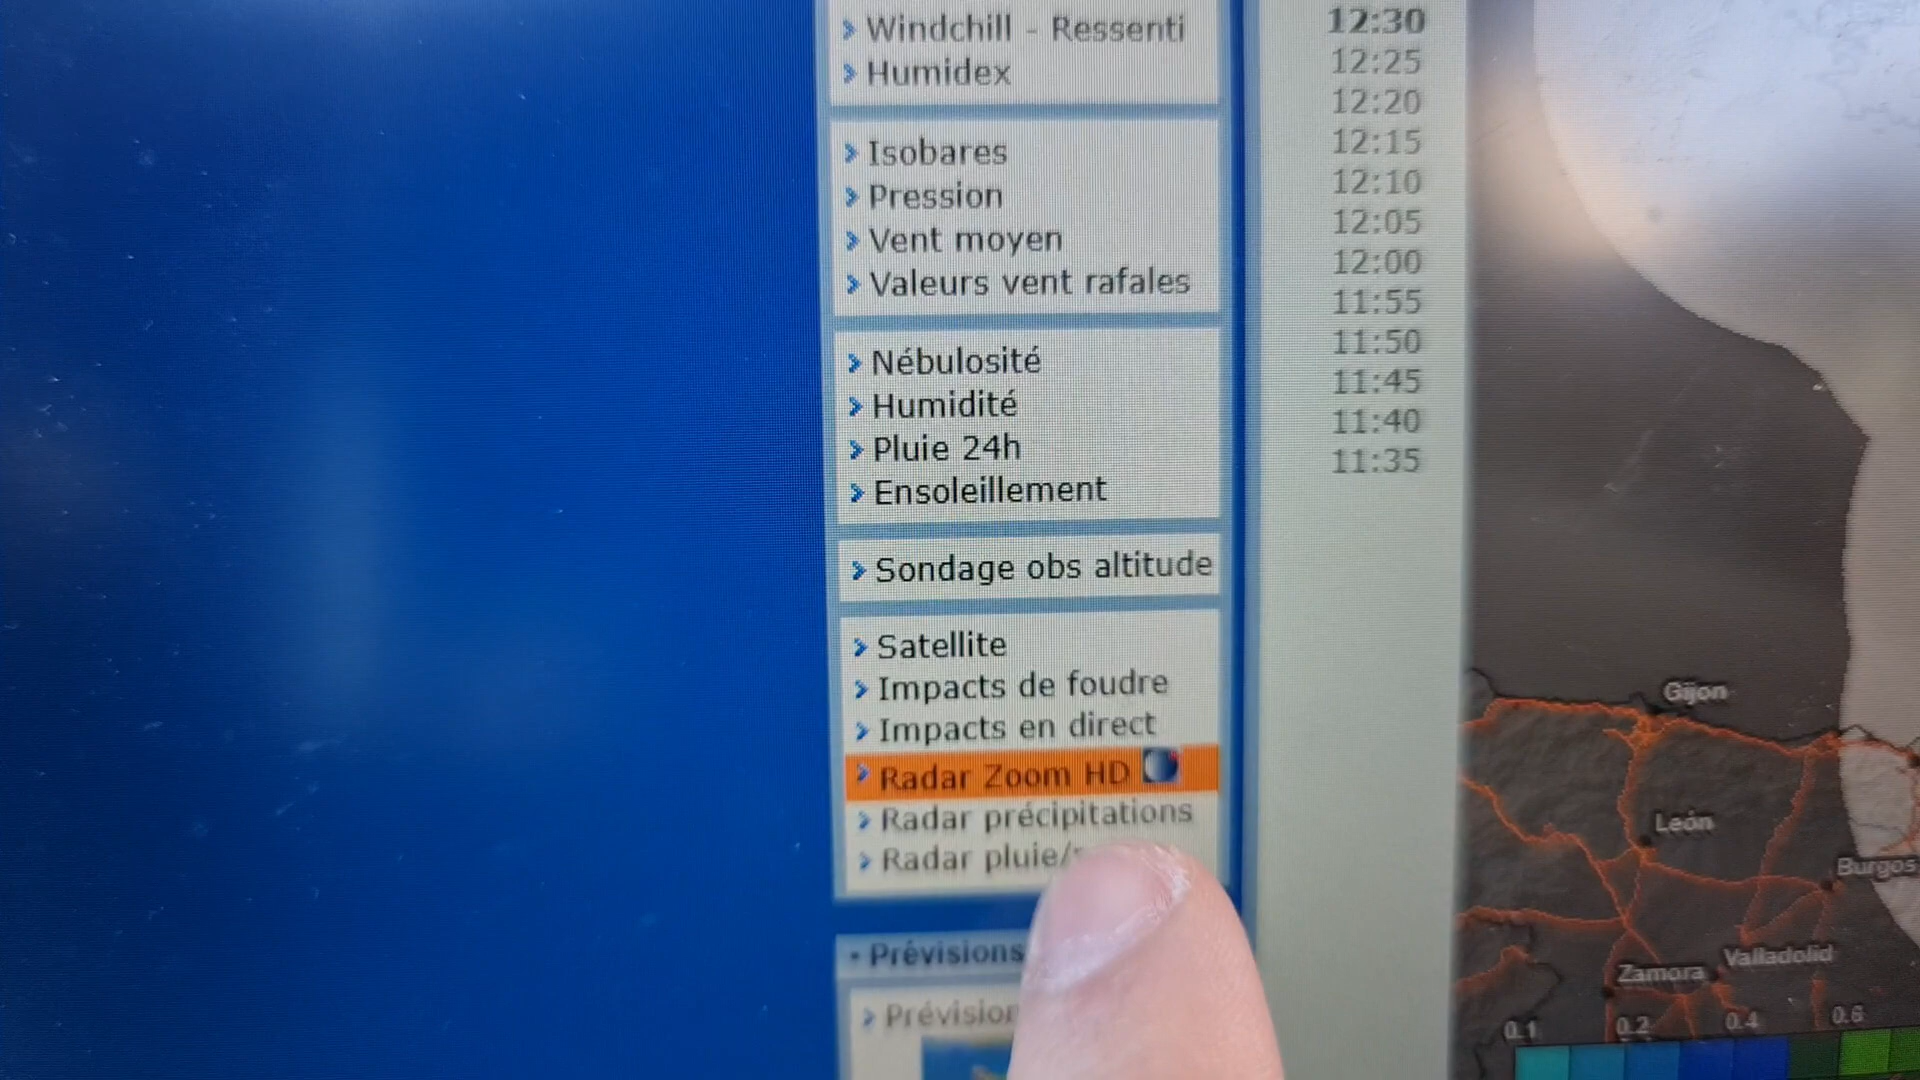 Windchill - Ressenti
Humidex
Isobares
Pression
Vent moyen
Valeurs vent rafales
Nébulosité
Humidité
Pluie 24h
Ensoleillement
Sondage obs altitude
Satellite
Impacts de foudre
Impacts en direct
Radar Zoom HD
Radar précipitations
Radar pluie/
• Prévisions
Prévision
12:30
12:25
12:20
12:15
12:10
12:05
12:00
11:55
11:50
11:45
11:40
11:35
Gijon
León
Burgos
Valladolid
Zamora
0.1 0.2 0.4 0.6